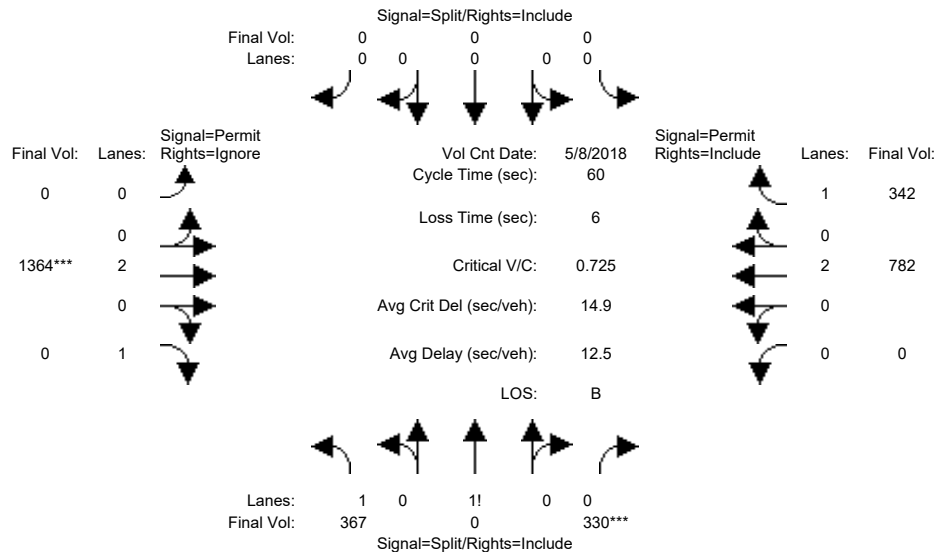 Signal=Split/Rights=Include
Final Vol: 0 0 0
Lanes: 0 0 0 0 0
Signal=Permit Signal=Permit
Final Vol: Lanes: Rights=Ignore Vol Cnt Date: 5/8/2018 Rights=Include Lanes: Final Vol:
Cycle Time (sec): 60
0 0 1 342
Loss Time (sec): 6
0 0
1364*** 2 Critical V/C: 0.725 2 782
0 Avg Crit Del (sec/veh): 14.9 0
0 1 Avg Delay (sec/veh): 12.5 0 0
LOS: B
Lanes: 1 0 1! 0 0
Final Vol: 367 0 330***
Signal=Split/Rights=Include